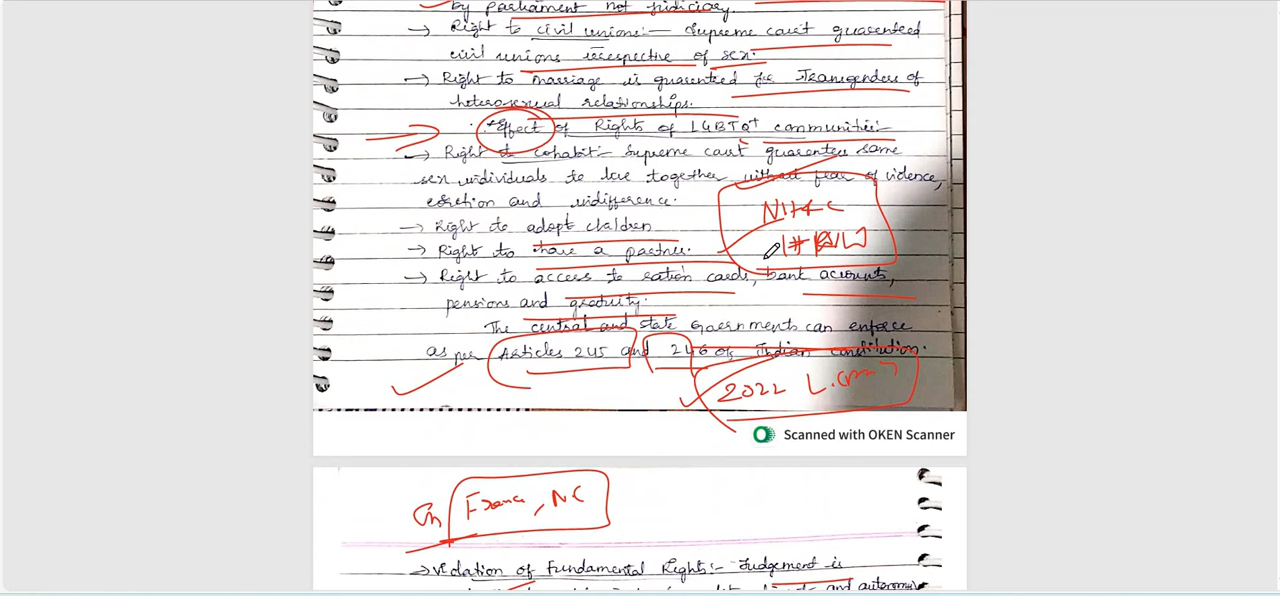 by parliament not judiciary.
→ Right to civil unions:- Supreme court guaranteed
civil unions irrespective of sex.
→ Right to marriage is guaranteed for Transgenders of
heterosexual relationships.
*Effect of Rights of LGBTQ+ communities:-
→ Right to cohabit:- Supreme court guarantees same
sex individuals to live together without fear of violence,
and indifference.
→ Right to adopt children
→ Right to have a partner.
→ Right to access to ration cards, bank accounts,
pensions and gratuity.
The central and state Governments can enforce
as per Articles 245 and 246 of Indian constitution.
2022 L.
Scanned with OKEN Scanner
France, NC
→ Violation of Fundamental Rights:- Judgement is
and